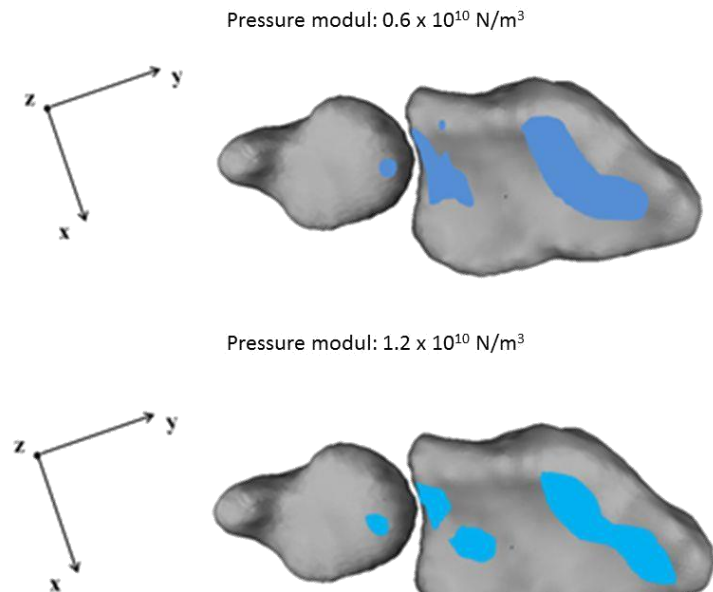 Pressure modul: 0.6 x 10¹⁰ N/m³
z
y
x
Pressure modul: 1.2 x 10¹⁰ N/m³
z
y
x